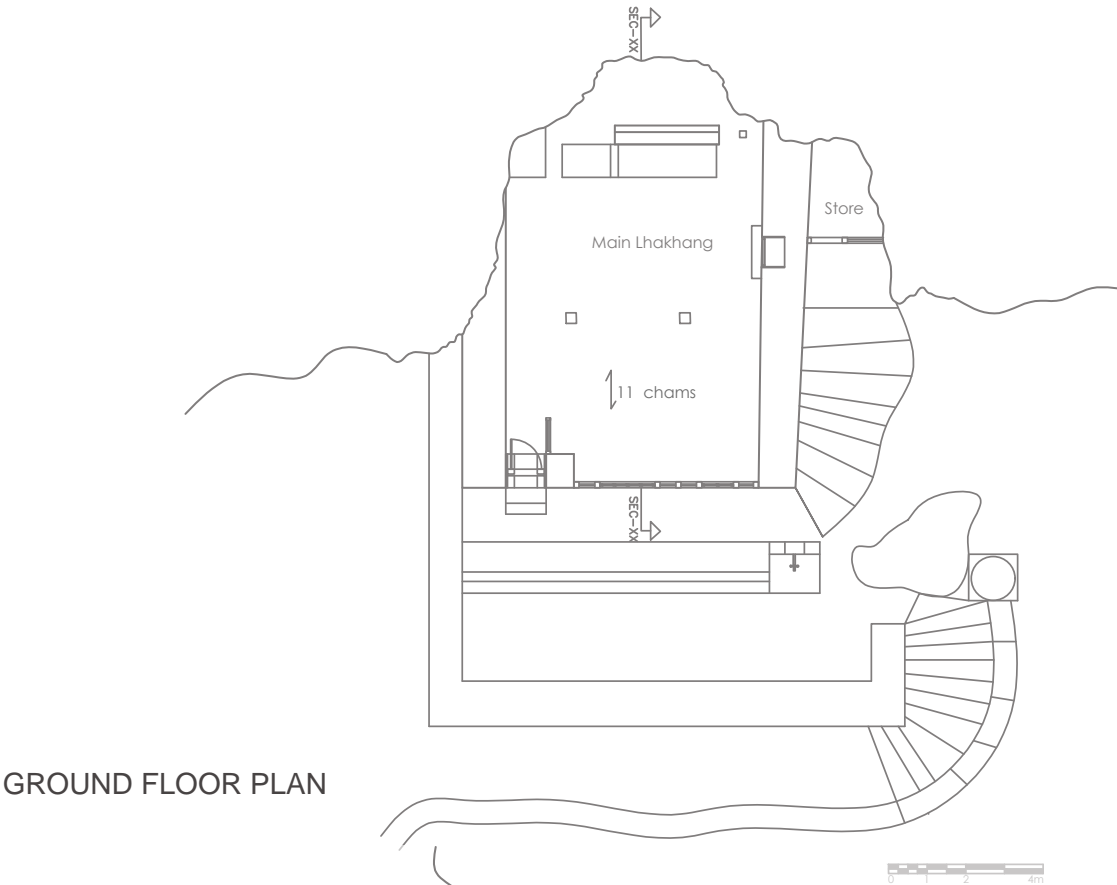 SEC-XX
Store
Main Lhakhang
11 chams
SEC-XX
GROUND FLOOR PLAN
0 1 2 4m